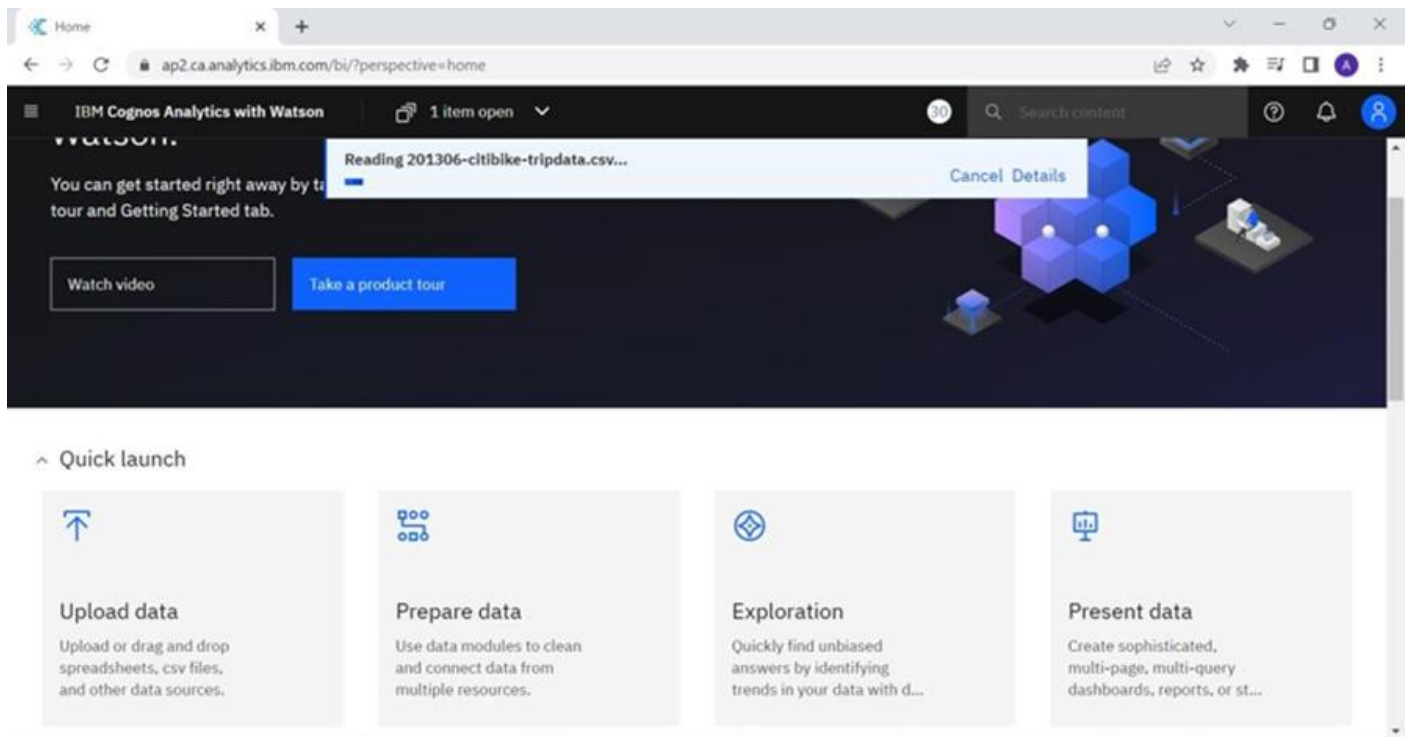 Home
ap2.ca.analytics.ibm.com/bi/?perspective=home
A
IBM Cognos Analytics with Watson
1 item open
30
Search content
Watson.
Reading 201306-citibike-tripdata.csv...
Cancel Details
You can get started right away by
tour and Getting Started tab.
Watch video
Take a product tour
Quick launch
Upload data
Upload or drag and drop
spreadsheets, csv files,
and other data sources.
Prepare data
Use data modules to clean
and connect data from
multiple resources.
Exploration
Quickly find unbiased
answers by identifying
trends in your data with d...
Present data
Create sophisticated,
multi-page, multi-query
dashboards, reports, or st...